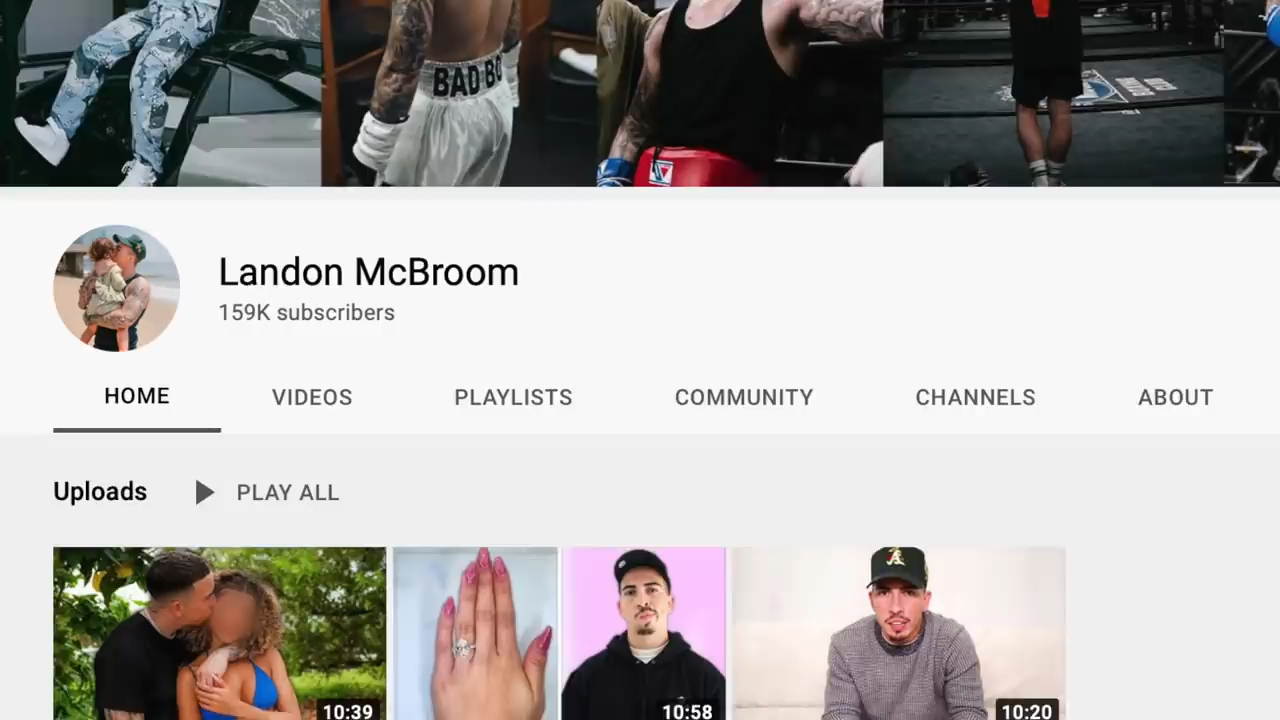 BAD BO
Landon McBroom
159K subscribers
HOME
VIDEOS
PLAYLISTS
COMMUNITY
CHANNELS
ABOUT
Uploads
PLAY ALL
10:39
10:58
10:20